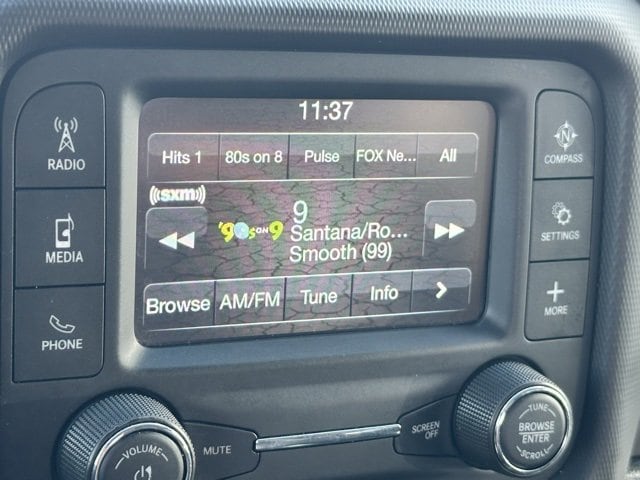 11:37
Hits 1 80s on 8 Pulse FOX Ne... All
((sxm))
9
'90s ON 9
Santana/Ro...
Smooth (99)
Browse AM/FM Tune Info
RADIO
MEDIA
PHONE
COMPASS
N
SETTINGS
MORE
VOLUME
MUTE
SCREEN
OFF
TUNE
BROWSE
ENTER
SCROLL